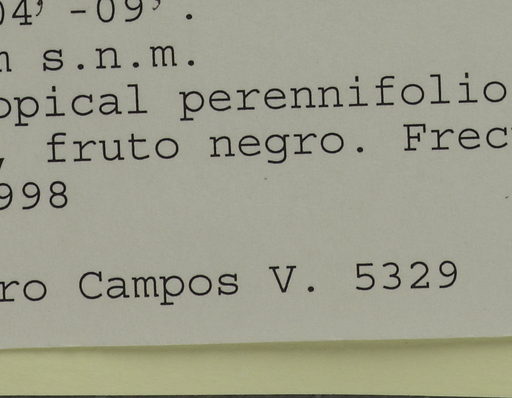 04’ -09’ .
m s.n.m.
opical perennifolio
, fruto negro. Frec
998
ro Campos V. 5329